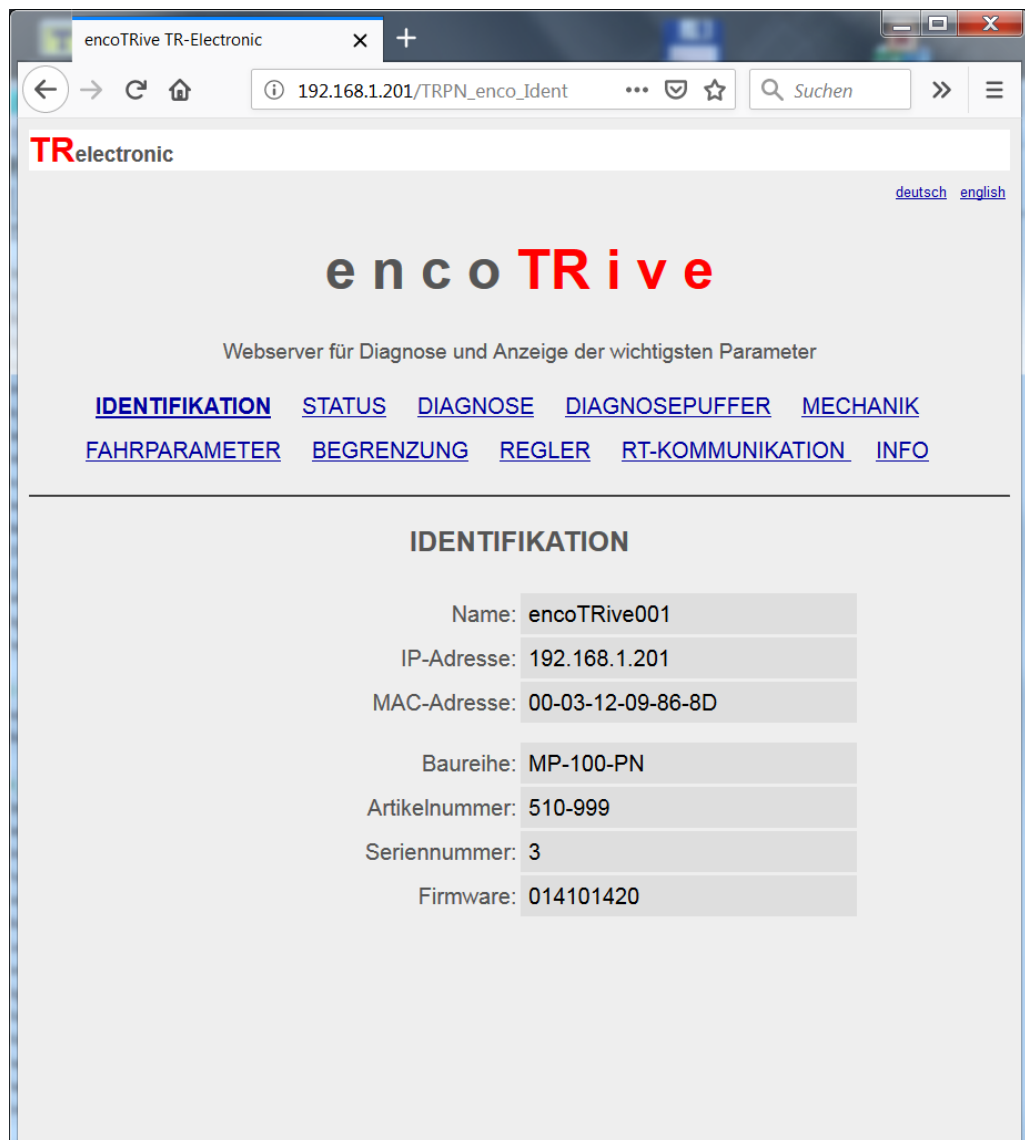 encoTRive TR-Electronic
192.168.1.201/TRPN_enco_Ident
Suchen
TRelectronic
deutsch english
encoTRive
Webserver für Diagnose und Anzeige der wichtigsten Parameter
IDENTIFIKATION STATUS DIAGNOSE DIAGNOSEPUFFER MECHANIK
FAHRPARAMETER BEGRENZUNG REGLER RT-KOMMUNIKATION INFO
IDENTIFIKATION
Name: encoTRive001
IP-Adresse: 192.168.1.201
MAC-Adresse: 00-03-12-09-86-8D
Baureihe: MP-100-PN
Artikelnummer: 510-999
Seriennummer: 3
Firmware: 014101420